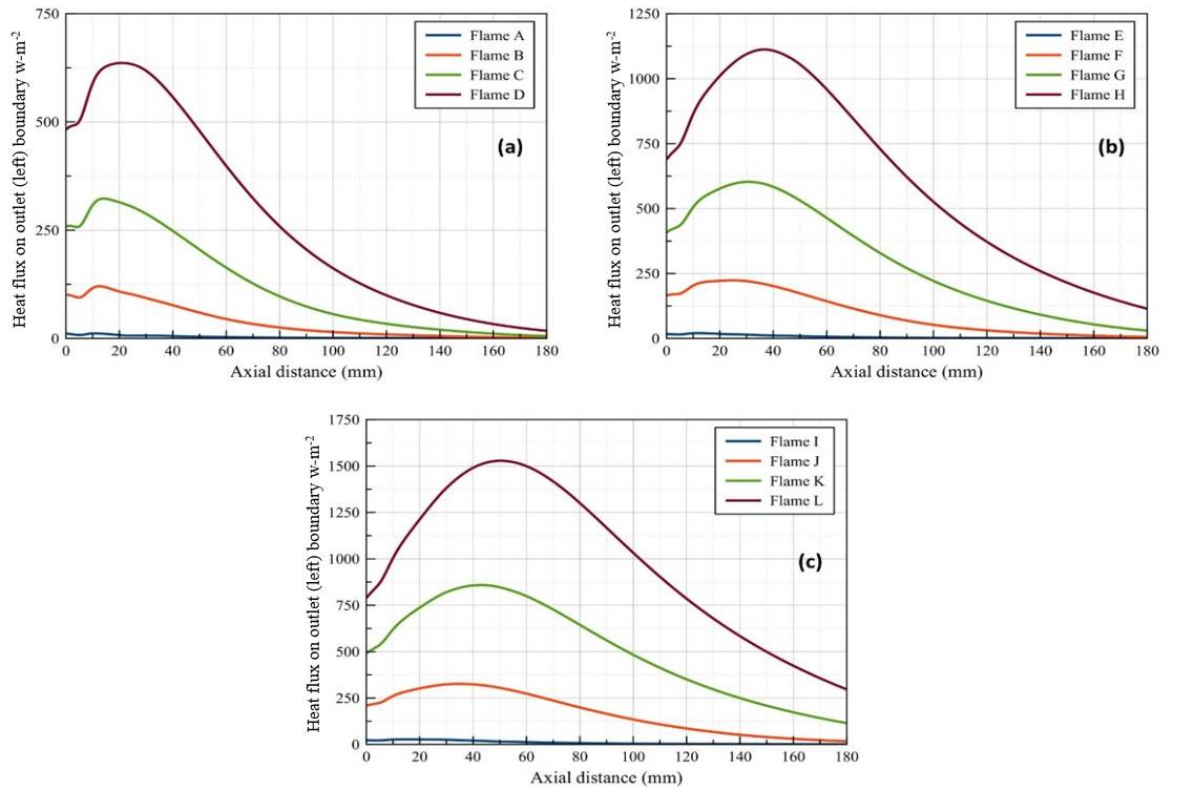 750
500
250
0
0 20 40 60 80 100 120 140 160 180
Axial distance (mm)
Heat flux on outlet (left) boundary w-m-2
Flame A
Flame B
Flame C
Flame D
(a)
1250
1000
750
500
250
0
0 20 40 60 80 100 120 140 160 180
Axial distance (mm)
Heat flux on outlet (left) boundary w-m-2
Flame E
Flame F
Flame G
Flame H
(b)
1750
1500
1250
1000
750
500
250
0
0 20 40 60 80 100 120 140 160 180
Axial distance (mm)
Heat flux on outlet (left) boundary w-m-2
Flame I
Flame J
Flame K
Flame L
(c)